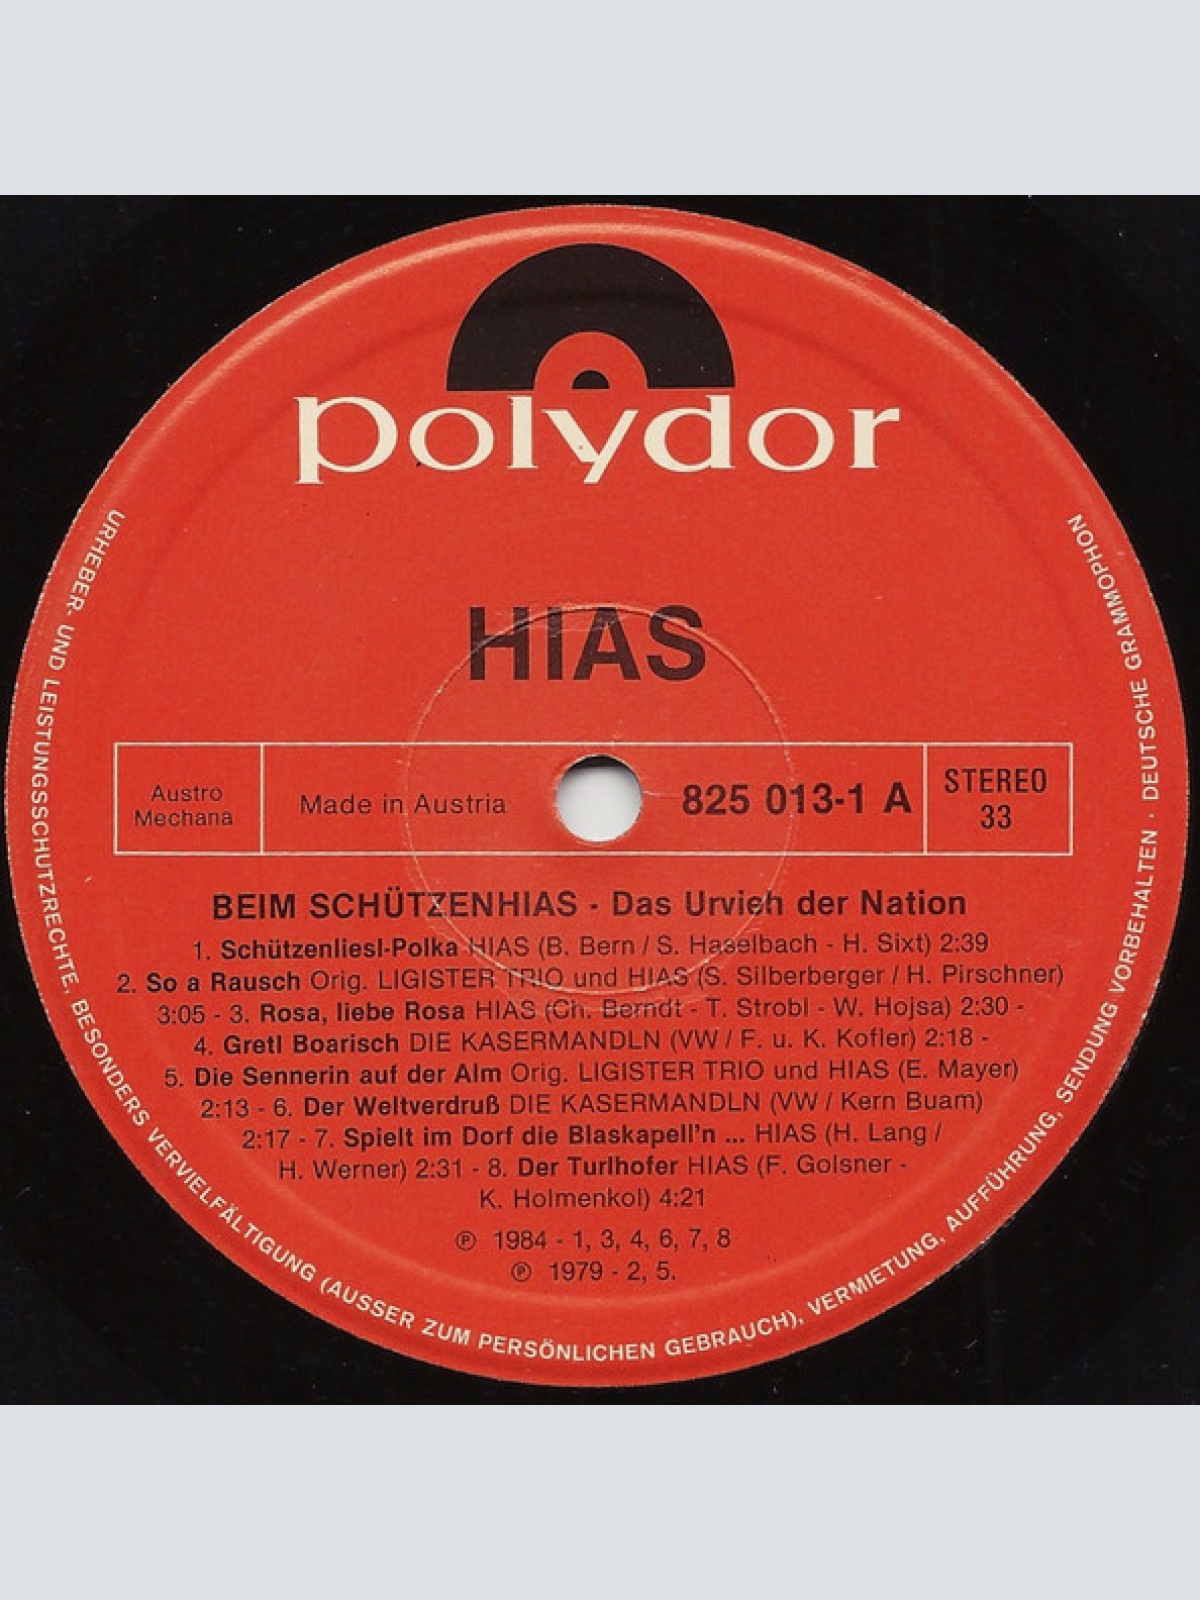 polydor
HIAS
Austro
Mechana
Made in Austria
825 013-1 A
STEREO
33
BEIM SCHÜTZENHIAS - Das Urvieh der Nation
1. Schützenliesl-Polka HIAS (B. Bern / S. Haselbach - H. Sixt) 2:39
2. So a Rausch Orig. LIGISTER TRIO und HIAS (S. Silberberger / H. Pirschner)
3:05 - 3. Rosa, liebe Rosa HIAS (Ch. Berndt - T. Strobl - W. Hojsa) 2:30 -
4. Gretl Boarisch DIE KASERMANDLN (VW / F. u. K. Kofler) 2:18 -
5. Die Sennerin auf der Alm Orig. LIGISTER TRIO und HIAS (E. Mayer)
2:13 - 6. Der Weltverdruß DIE KASERMANDLN (VW / Kern Buam)
2:17 - 7. Spielt im Dorf die Blaskapell'n ... HIAS (H. Lang /
H. Werner) 2:31 - 8. Der Turlhofer HIAS (F. Golsner -
K. Holmenkol) 4:21
℗ 1984 - 1, 3, 4, 6, 7, 8
℗ 1979 - 2, 5.
URHEBER- UND LEISTUNGSSCHUTZRECHTE, BESONDERS VERVIELFÄLTIGUNG (AUSSER ZUM PERSÖNLICHEN GEBRAUCH), VERMIETUNG, AUFFÜHRUNG, SENDUNG VORBEHALTEN · DEUTSCHE GRAMMOPHON